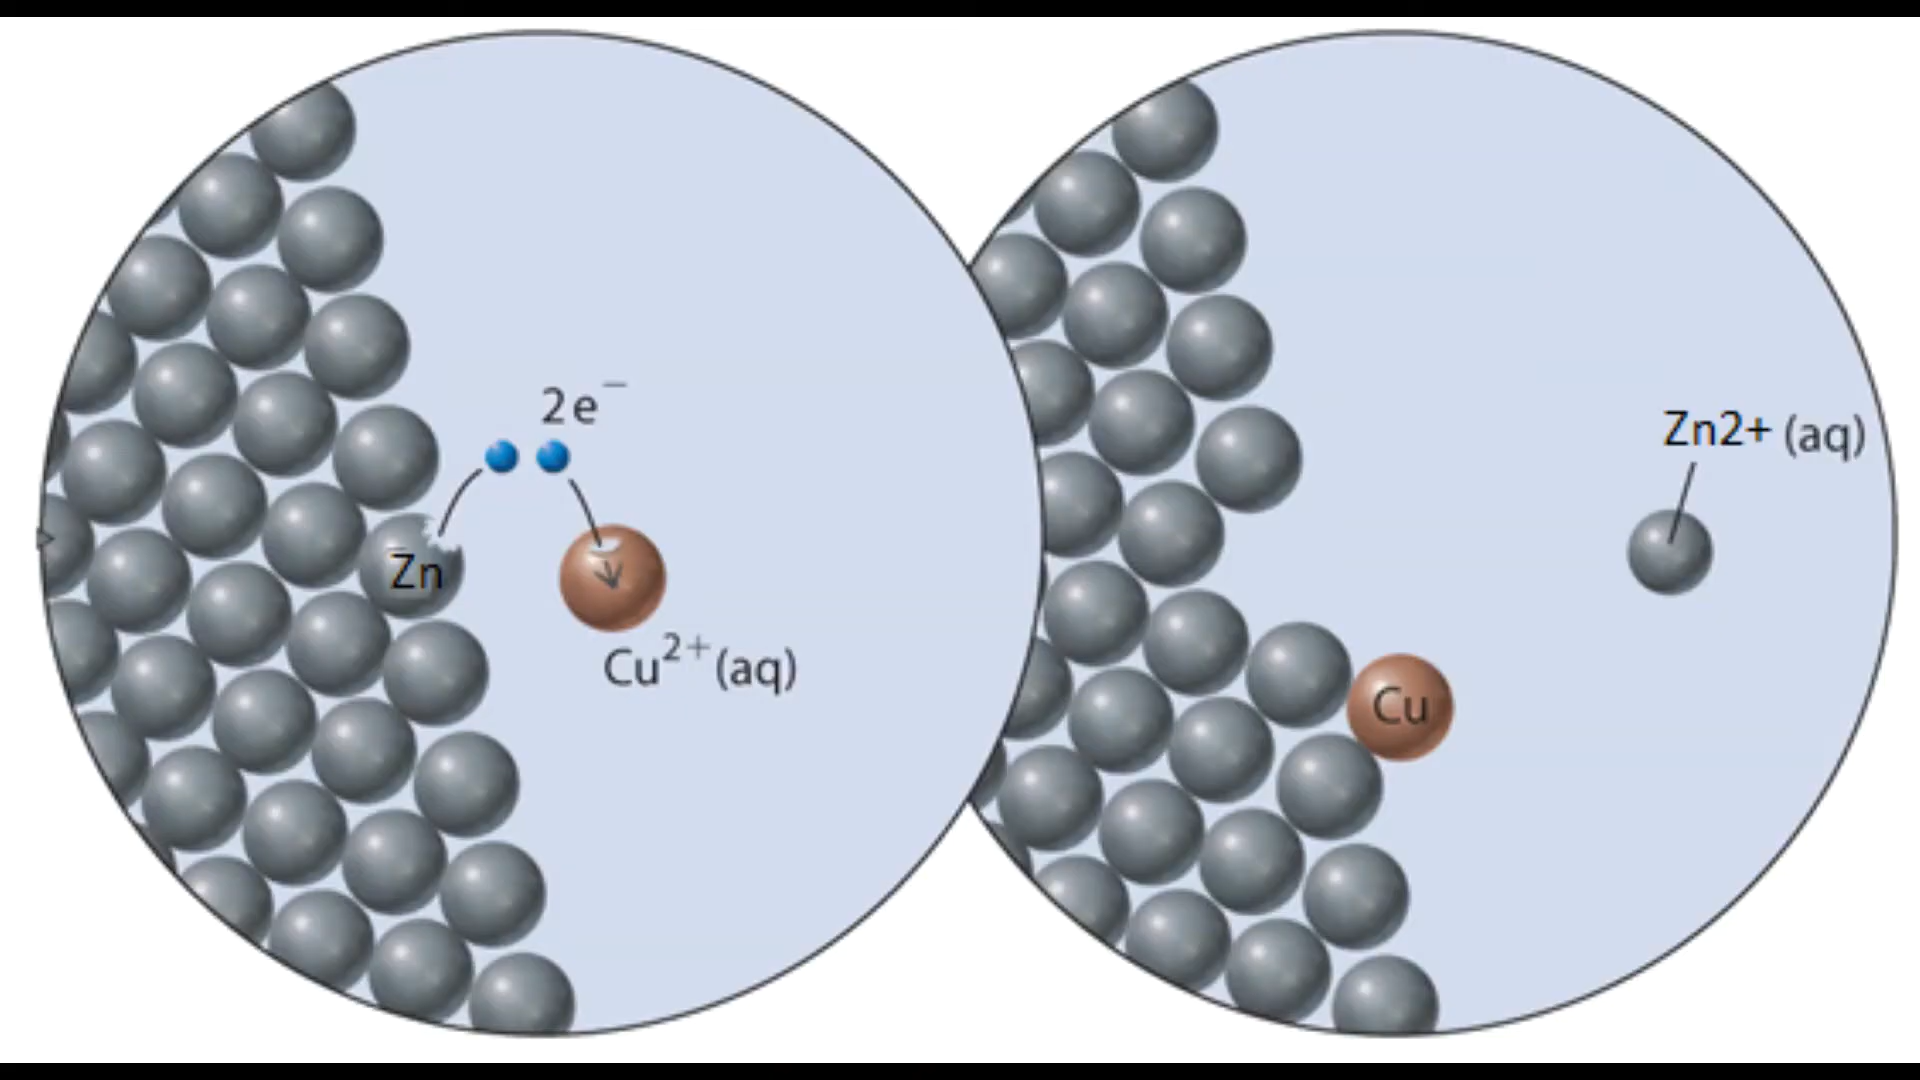 2e⁻
Zn
Cu²⁺(aq)
Zn2+ (aq)
Cu